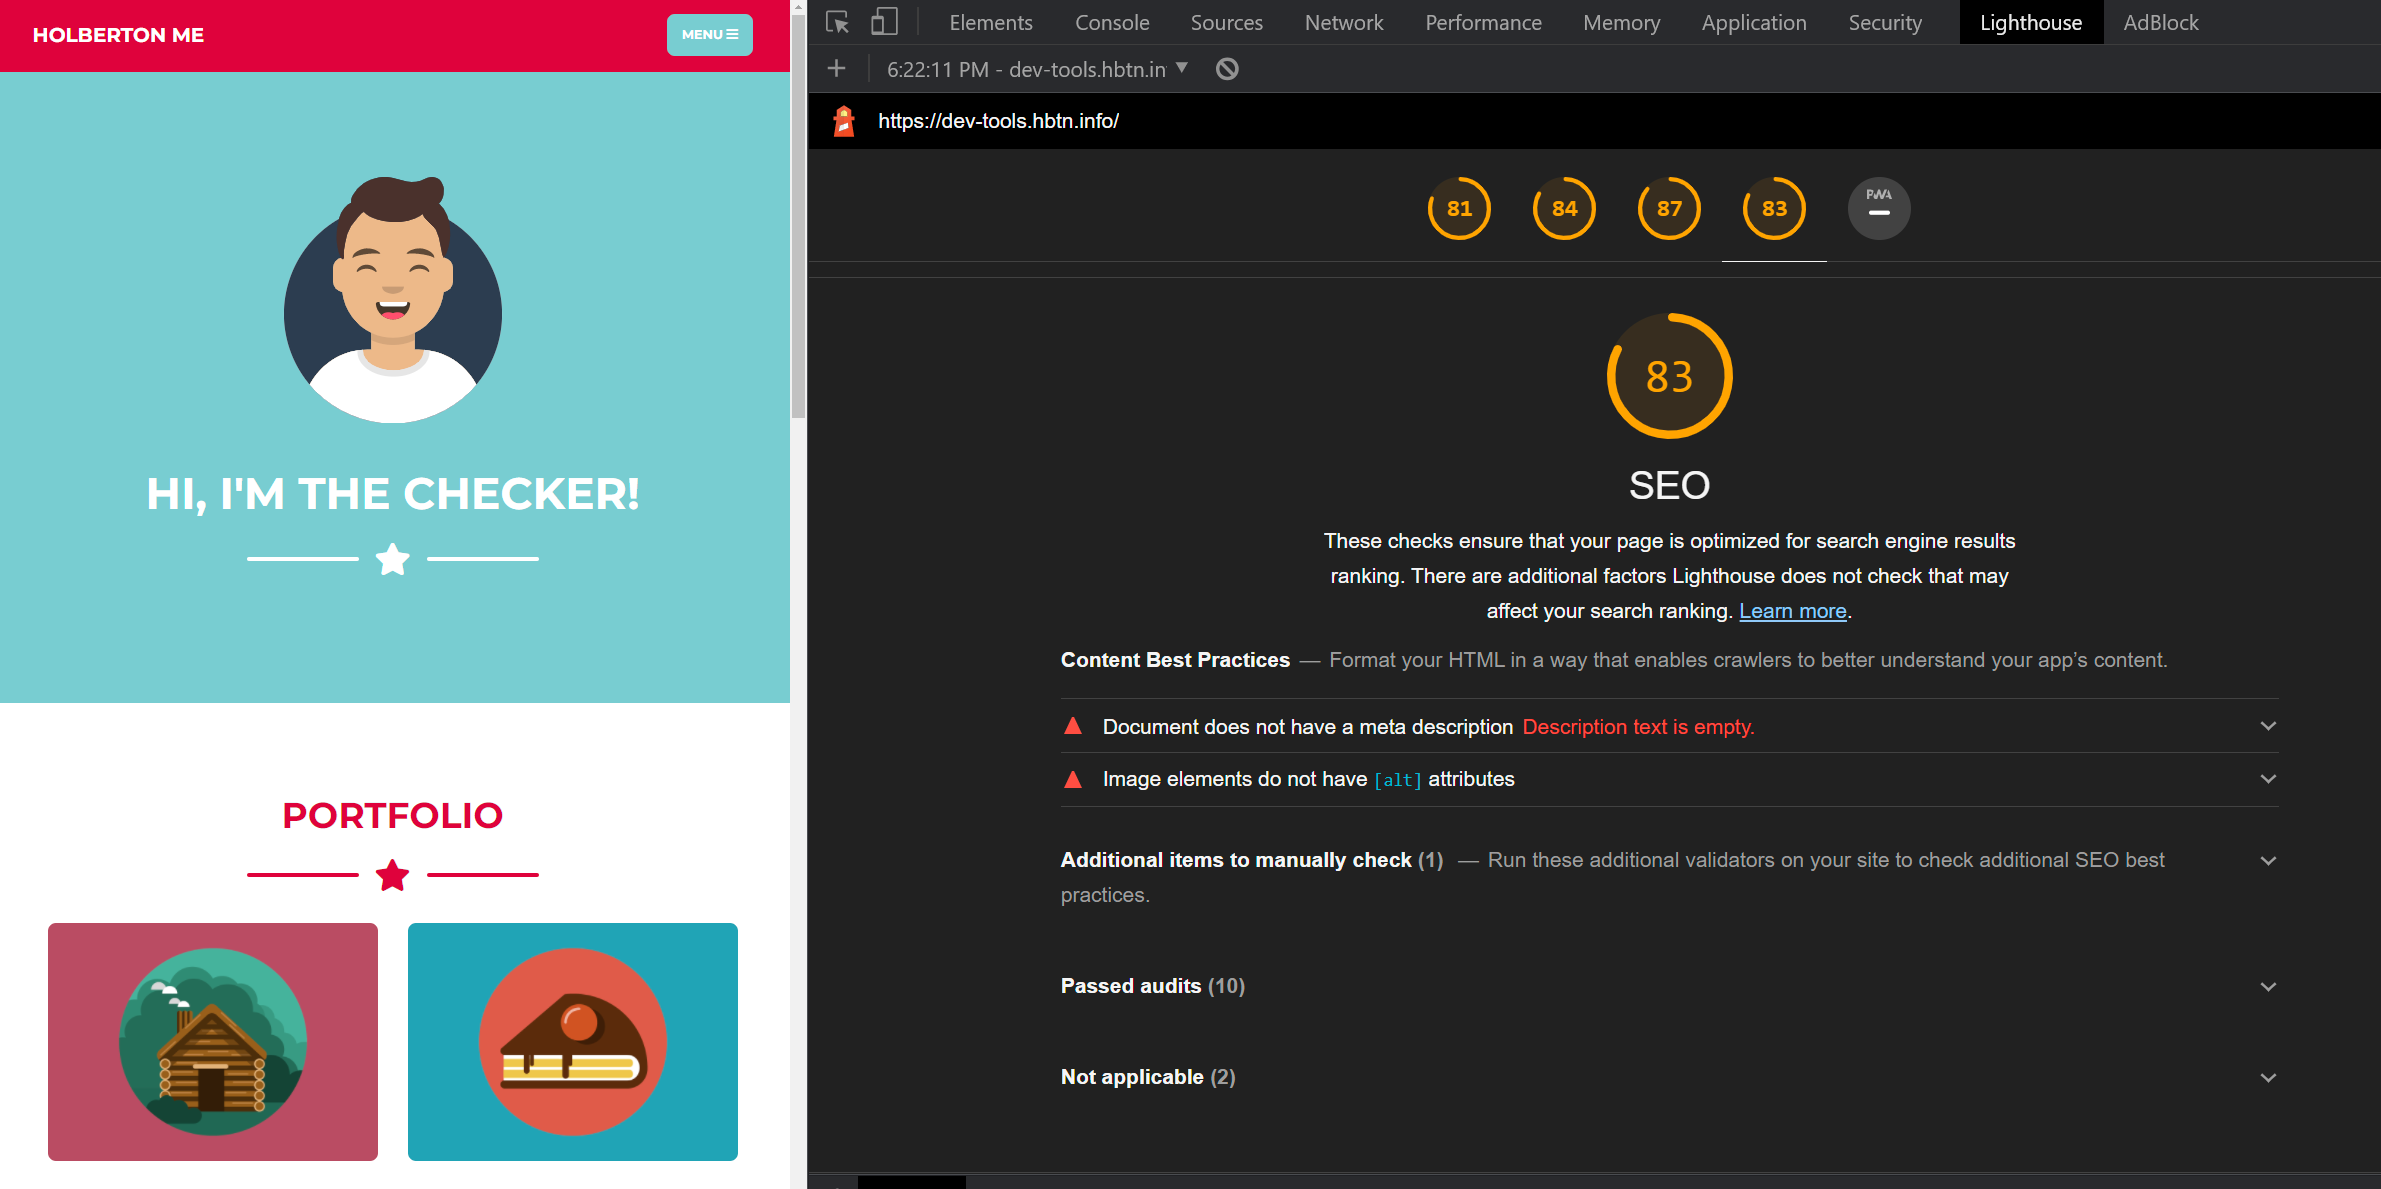 HOLBERTON ME
MENU
HI, I'M THE CHECKER!
PORTFOLIO
Elements Console Sources Network Performance Memory Application Security Lighthouse AdBlock
6:22:11 PM - dev-tools.hbtn.in
https://dev-tools.hbtn.info/
81 84 87 83 PWA
83
SEO
These checks ensure that your page is optimized for search engine results
ranking. There are additional factors Lighthouse does not check that may
affect your search ranking. Learn more.
Content Best Practices — Format your HTML in a way that enables crawlers to better understand your app’s content.
Document does not have a meta description Description text is empty.
Image elements do not have [alt] attributes
Additional items to manually check (1) — Run these additional validators on your site to check additional SEO best
practices.
Passed audits (10)
Not applicable (2)